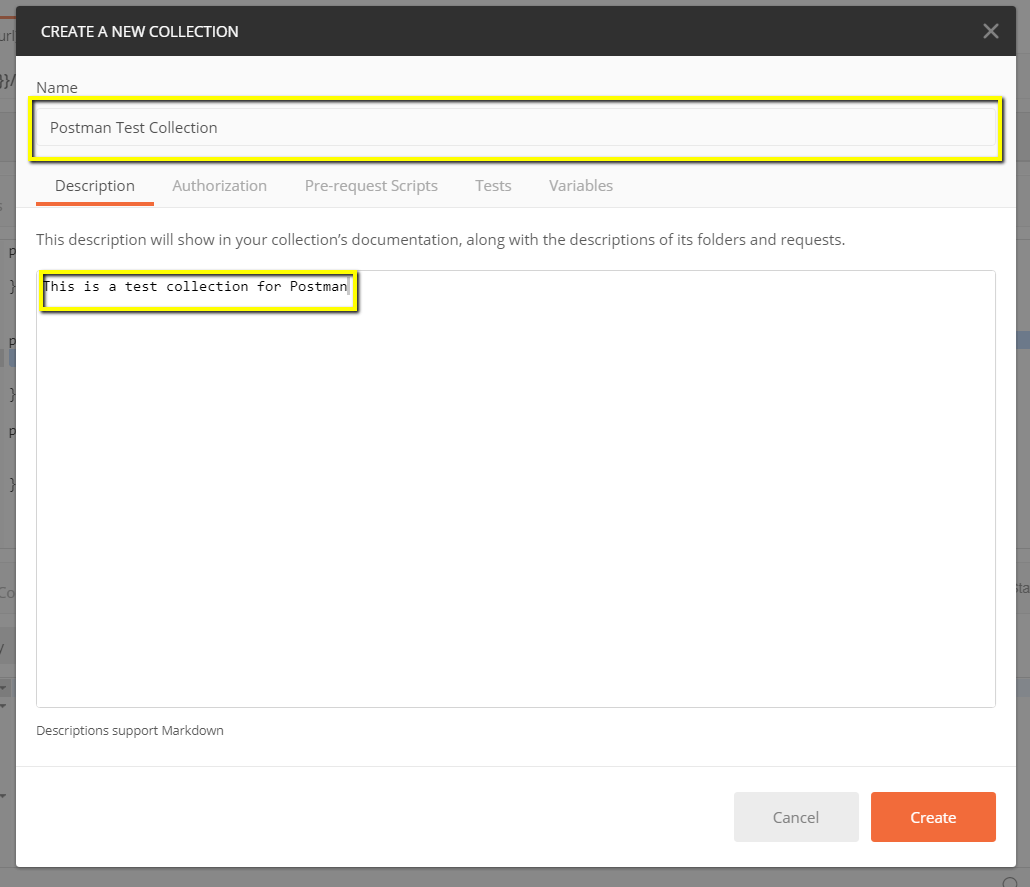 CREATE A NEW COLLECTION
Name
Postman Test Collection
Description Authorization Pre-request Scripts Tests Variables
This description will show in your collection’s documentation, along with the descriptions of its folders and requests.
This is a test collection for Postman
Descriptions support Markdown
Cancel Create